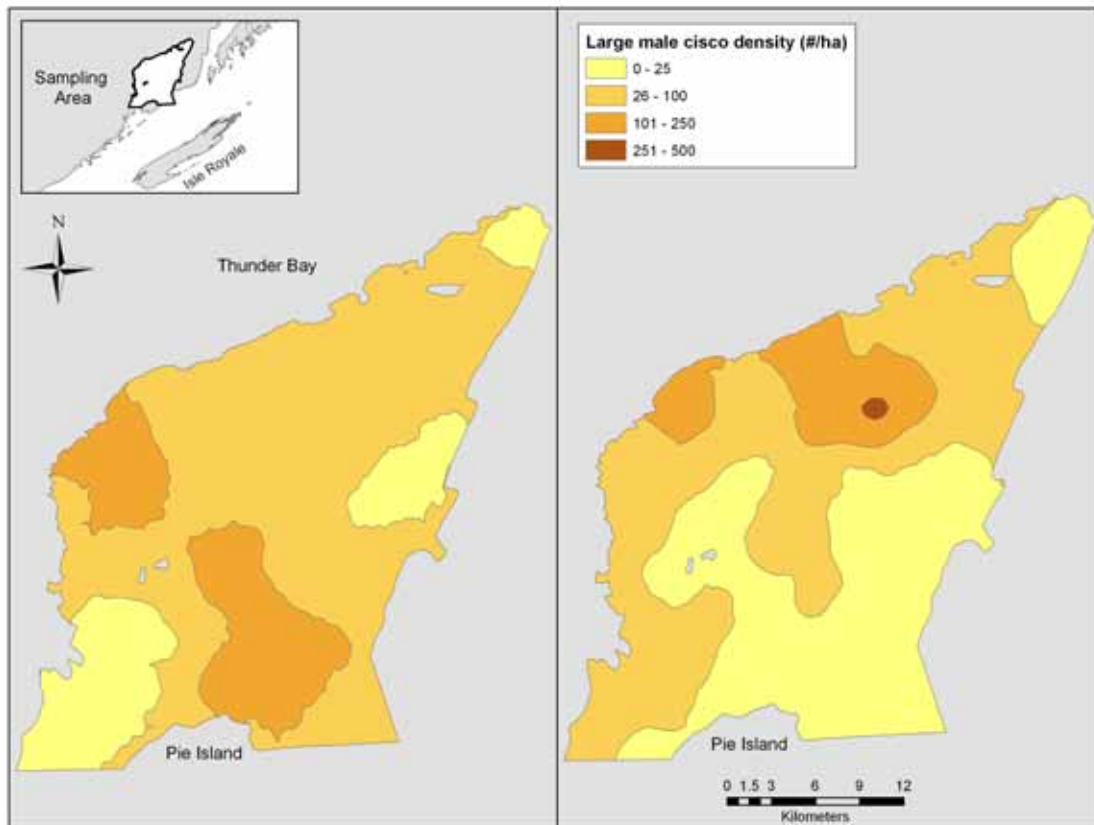 Sampling
Area
Isle Royale
N
Thunder Bay
Pie Island
Large male cisco density (#/ha)
0 - 25
26 - 100
101 - 250
251 - 500
Pie Island
0 1.5 3 6 9 12
Kilometers